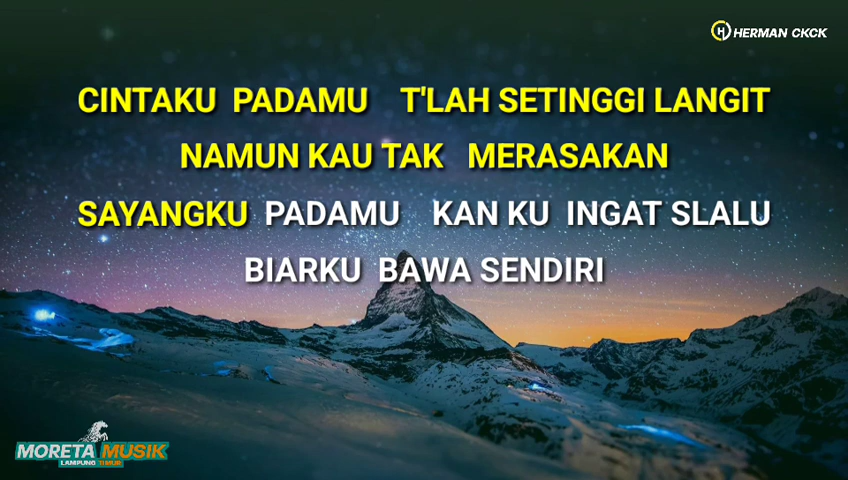 HERMAN CKCK
CINTAKU PADAMU T'LAH SETINGGI LANGIT
NAMUN KAU TAK MERASAKAN
SAYANGKU PADAMU KAN KU INGAT SLALU
BIARKU BAWA SENDIRI
MORETA MUSIK
LAMPUNG TIMUR